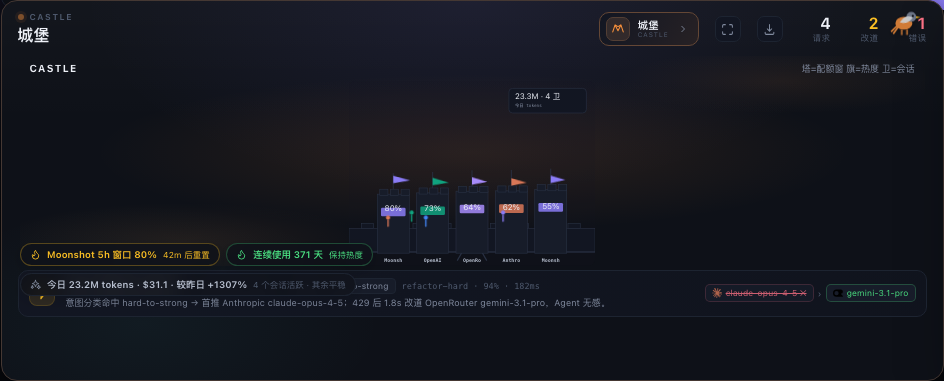 CASTLE
城堡
城堡
CASTLE
4
请求
2
改道
1
错误
CASTLE
塔=配额窗 旗=热度 卫=会话
23.3M · 4 卫
今日 tokens
80%
73%
64%
62%
55%
Moonsh
OpenAI
OpenRo
Anthro
Moonsh
Moonshot 5h 窗口 80% 42m 后重置
连续使用 371 天 保持热度
今日 23.2M tokens · $31.1 · 较昨日 +1307% 4 个会话活跃 · 其余平稳
o-strong
refactor-hard · 94% · 182ms
意图分类命中 hard-to-strong → 首推 Anthropic claude-opus-4-5; 429 后 1.8s 改道 OpenRouter gemini-3.1-pro。Agent 无感。
claude-opus-4-5 ✕
›
gemini-3.1-pro